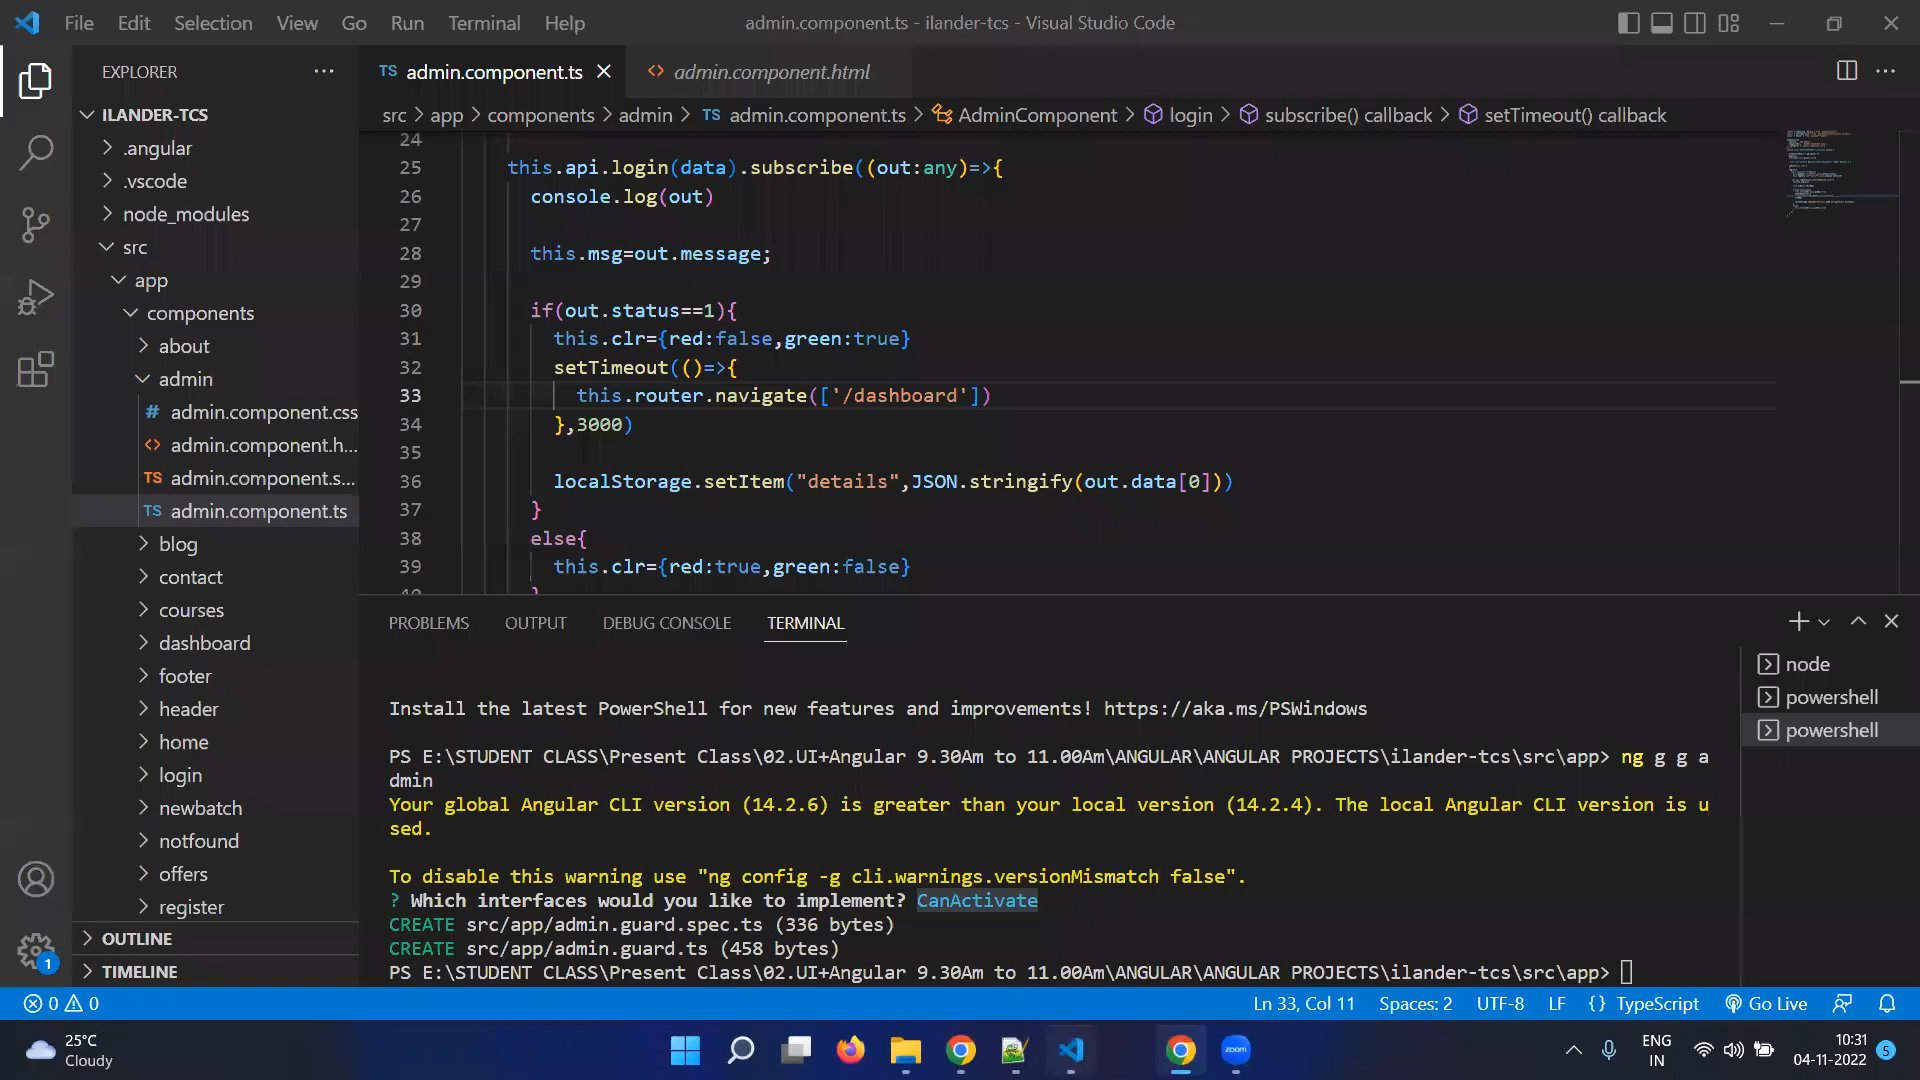 File Edit Selection View Go Run Terminal Help
admin.component.ts - ilander-tcs - Visual Studio Code
EXPLORER
TS admin.component.ts
<> admin.component.html
src > app > components > admin > TS admin.component.ts > AdminComponent > login > subscribe() callback > setTimeout() callback
ILANDER-TCS
.angular
.vscode
node_modules
src
app
components
about
admin
# admin.component.css
<> admin.component.h...
TS admin.component.s...
TS admin.component.ts
blog
contact
courses
dashboard
footer
header
home
login
newbatch
notfound
offers
register
OUTLINE
TIMELINE
24
25 this.api.login(data).subscribe((out:any)=>{
26 console.log(out)
27
28 this.msg=out.message;
29
30 if(out.status==1){
31 this.clr={red:false,green:true}
32 setTimeout(()=>{
33 this.router.navigate(['/dashboard'])
34 },3000)
35
36 localStorage.setItem("details",JSON.stringify(out.data[0]))
37 }
38 else{
39 this.clr={red:true,green:false}
40 }
PROBLEMS OUTPUT DEBUG CONSOLE TERMINAL
node
powershell
powershell
Install the latest PowerShell for new features and improvements! https://aka.ms/PSWindows
PS E:\STUDENT CLASS\Present Class\02.UI+Angular 9.30Am to 11.00Am\ANGULAR\ANGULAR PROJECTS\ilander-tcs\src\app> ng g g a
dmin
Your global Angular CLI version (14.2.6) is greater than your local version (14.2.4). The local Angular CLI version is u
sed.
To disable this warning use "ng config -g cli.warnings.versionMismatch false".
? Which interfaces would you like to implement? CanActivate
CREATE src/app/admin.guard.spec.ts (336 bytes)
CREATE src/app/admin.guard.ts (458 bytes)
PS E:\STUDENT CLASS\Present Class\02.UI+Angular 9.30Am to 11.00Am\ANGULAR\ANGULAR PROJECTS\ilander-tcs\src\app>
1
0 0
Ln 33, Col 11 Spaces: 2 UTF-8 LF {} TypeScript Go Live
25°C
Cloudy
zoom
ENG
IN
10:31
04-11-2022
5